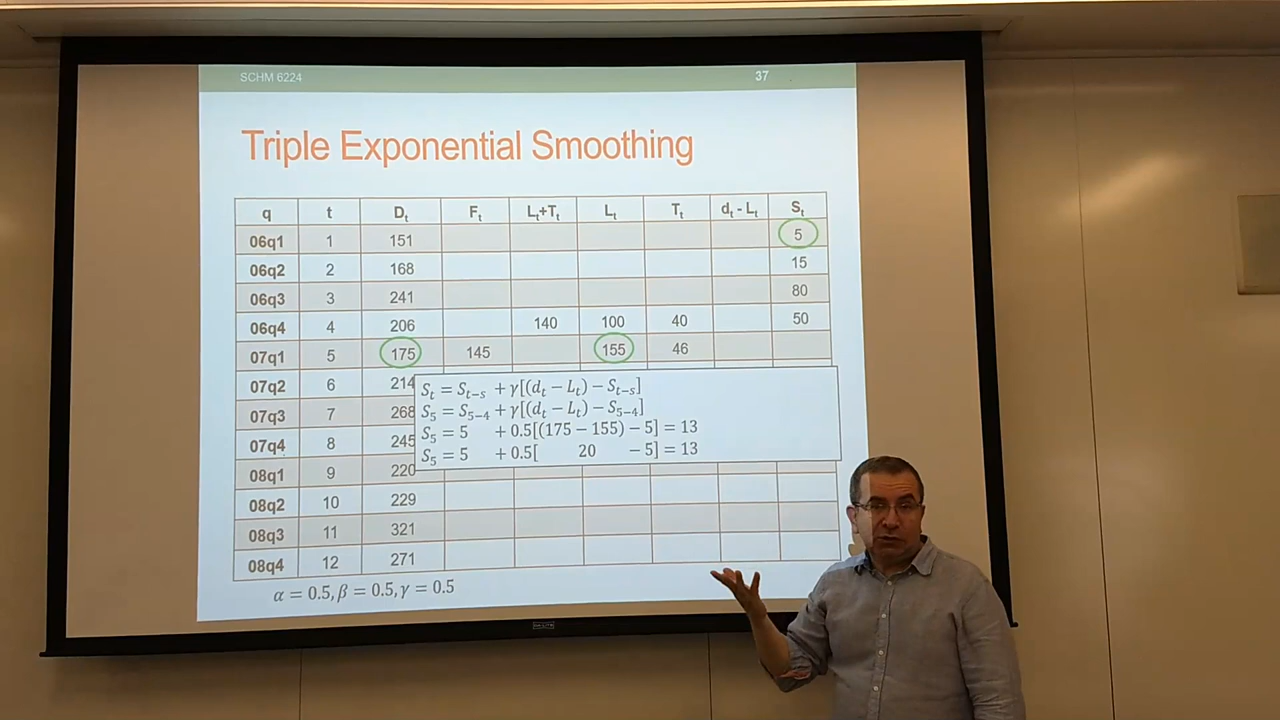 SCHM 6224 37
Triple Exponential Smoothing
q t Dₜ Fₜ Lₜ+Tₜ Lₜ Tₜ dₜ - Lₜ Sₜ
06q1 1 151 5
06q2 2 168 15
06q3 3 241 80
06q4 4 206 140 100 40 50
07q1 5 175 145 155 46
07q2 6 214
07q3 7 268
07q4 8 245
08q1 9 220
08q2 10 229
08q3 11 321
08q4 12 271
Sₜ = Sₜ₋ₛ + γ[(dₜ − Lₜ) − Sₜ₋ₛ]
S₅ = S₅₋₄ + γ[(dₜ − Lₜ) − S₅₋₄]
S₅ = 5 + 0.5[(175 − 155) − 5] = 13
S₅ = 5 + 0.5[ 20 − 5] = 13
α = 0.5, β = 0.5, γ = 0.5